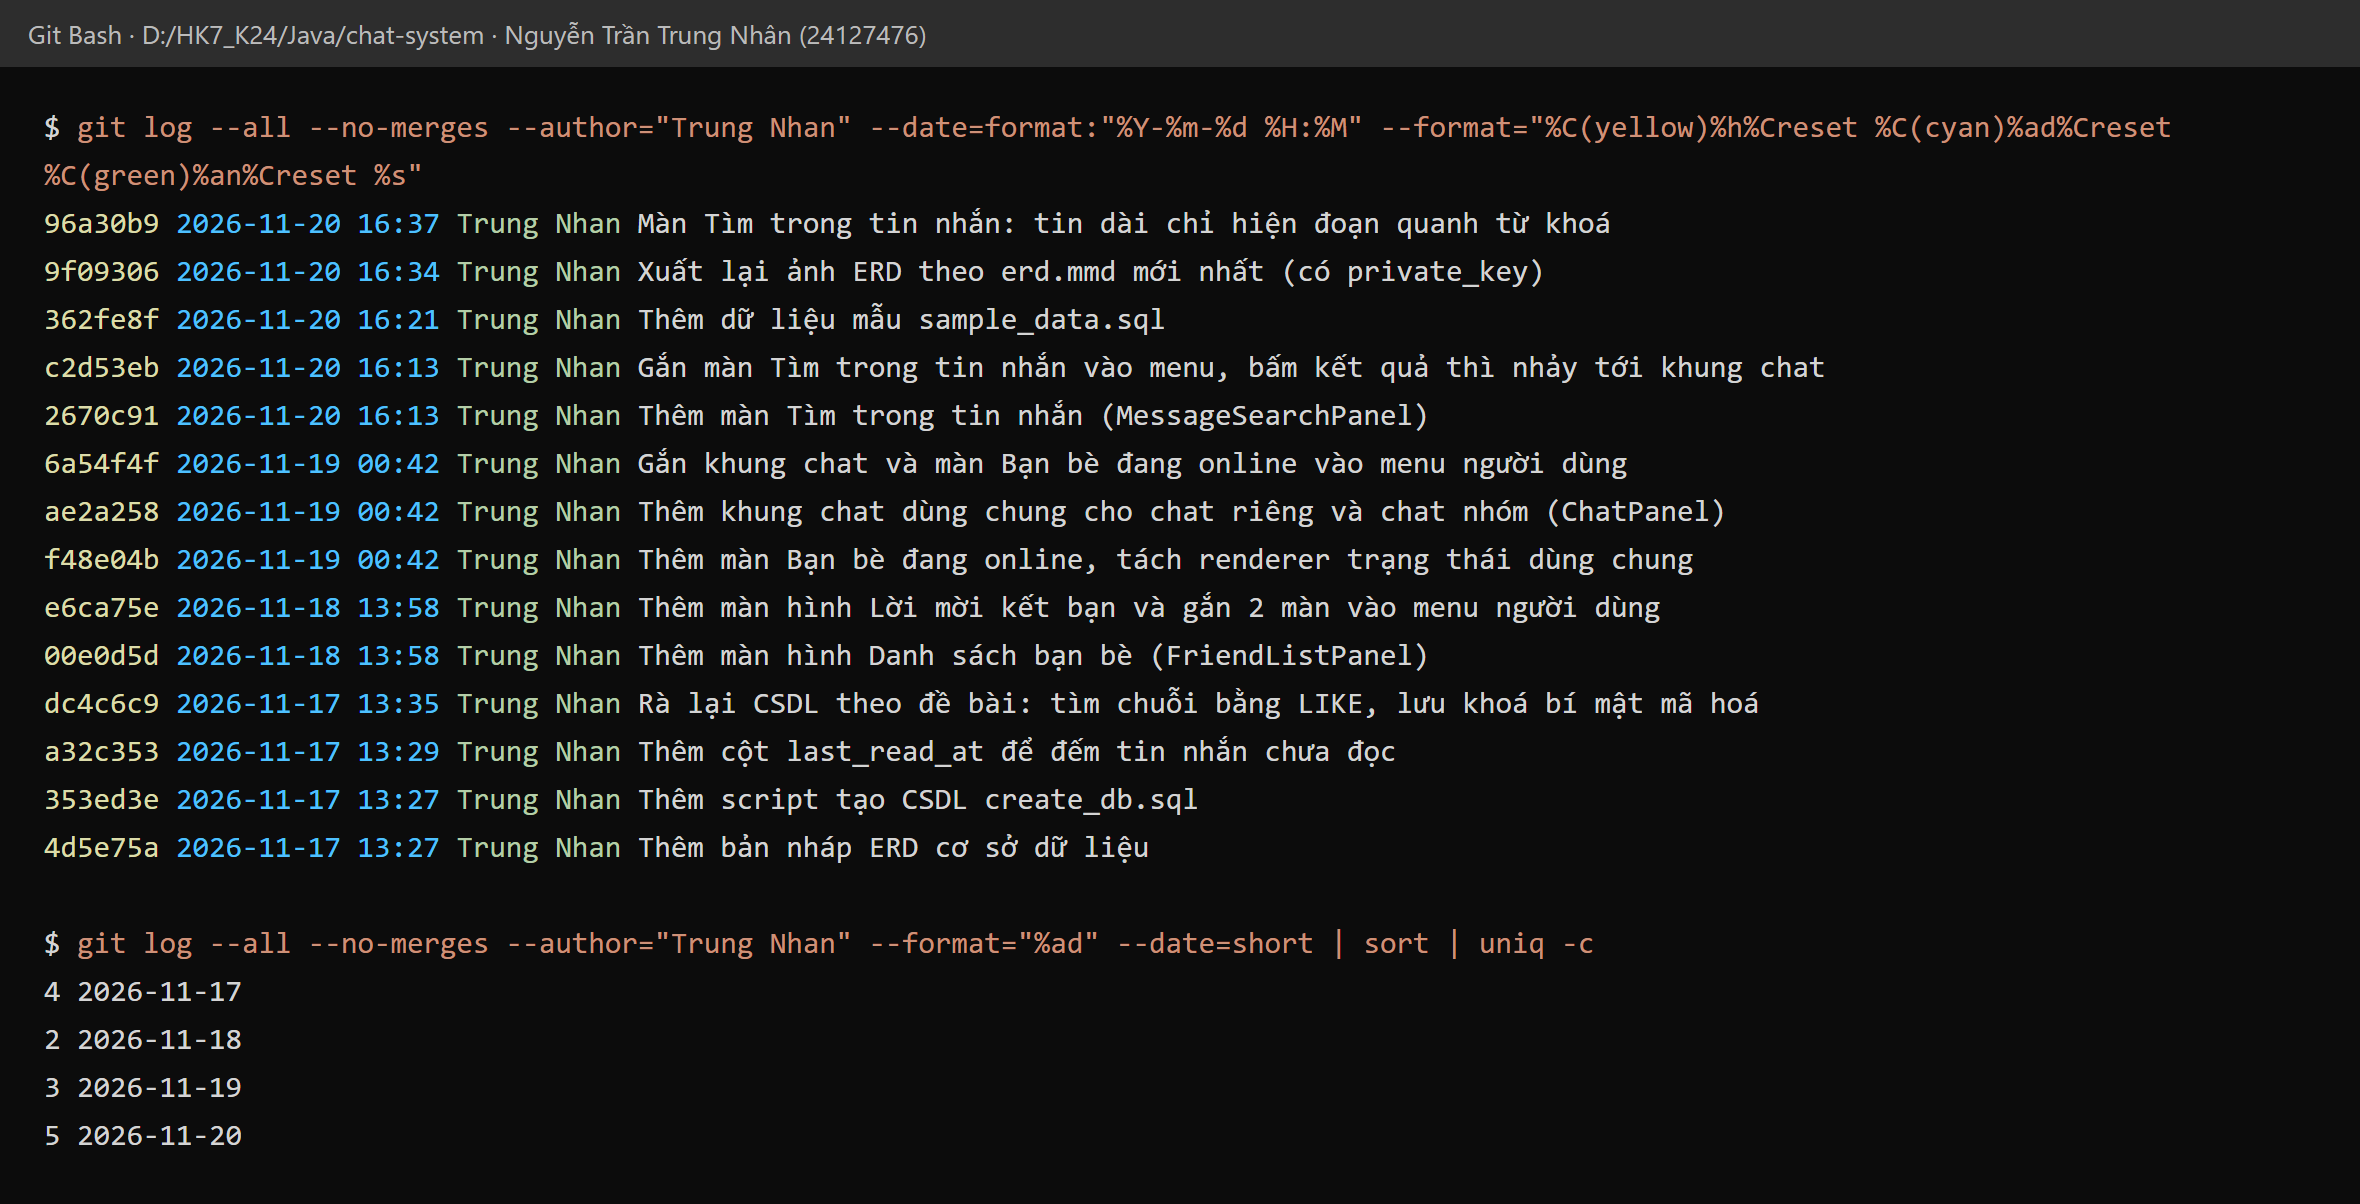 Git Bash · D:/HK7_K24/Java/chat-system · Nguyễn Trần Trung Nhân (24127476)
$ git log --all --no-merges --author="Trung Nhan" --date=format:"%Y-%m-%d %H:%M" --format="%C(yellow)%h%Creset %C(cyan)%ad%Creset
%C(green)%an%Creset %s"
96a30b9 2026-11-20 16:37 Trung Nhan Màn Tìm trong tin nhắn: tin dài chỉ hiện đoạn quanh từ khoá
9f09306 2026-11-20 16:34 Trung Nhan Xuất lại ảnh ERD theo erd.mmd mới nhất (có private_key)
362fe8f 2026-11-20 16:21 Trung Nhan Thêm dữ liệu mẫu sample_data.sql
c2d53eb 2026-11-20 16:13 Trung Nhan Gắn màn Tìm trong tin nhắn vào menu, bấm kết quả thì nhảy tới khung chat
2670c91 2026-11-20 16:13 Trung Nhan Thêm màn Tìm trong tin nhắn (MessageSearchPanel)
6a54f4f 2026-11-19 00:42 Trung Nhan Gắn khung chat và màn Bạn bè đang online vào menu người dùng
ae2a258 2026-11-19 00:42 Trung Nhan Thêm khung chat dùng chung cho chat riêng và chat nhóm (ChatPanel)
f48e04b 2026-11-19 00:42 Trung Nhan Thêm màn Bạn bè đang online, tách renderer trạng thái dùng chung
e6ca75e 2026-11-18 13:58 Trung Nhan Thêm màn hình Lời mời kết bạn và gắn 2 màn vào menu người dùng
00e0d5d 2026-11-18 13:58 Trung Nhan Thêm màn hình Danh sách bạn bè (FriendListPanel)
dc4c6c9 2026-11-17 13:35 Trung Nhan Rà lại CSDL theo đề bài: tìm chuỗi bằng LIKE, lưu khoá bí mật mã hoá
a32c353 2026-11-17 13:29 Trung Nhan Thêm cột last_read_at để đếm tin nhắn chưa đọc
353ed3e 2026-11-17 13:27 Trung Nhan Thêm script tạo CSDL create_db.sql
4d5e75a 2026-11-17 13:27 Trung Nhan Thêm bản nháp ERD cơ sở dữ liệu
$ git log --all --no-merges --author="Trung Nhan" --format="%ad" --date=short | sort | uniq -c
4 2026-11-17
2 2026-11-18
3 2026-11-19
5 2026-11-20